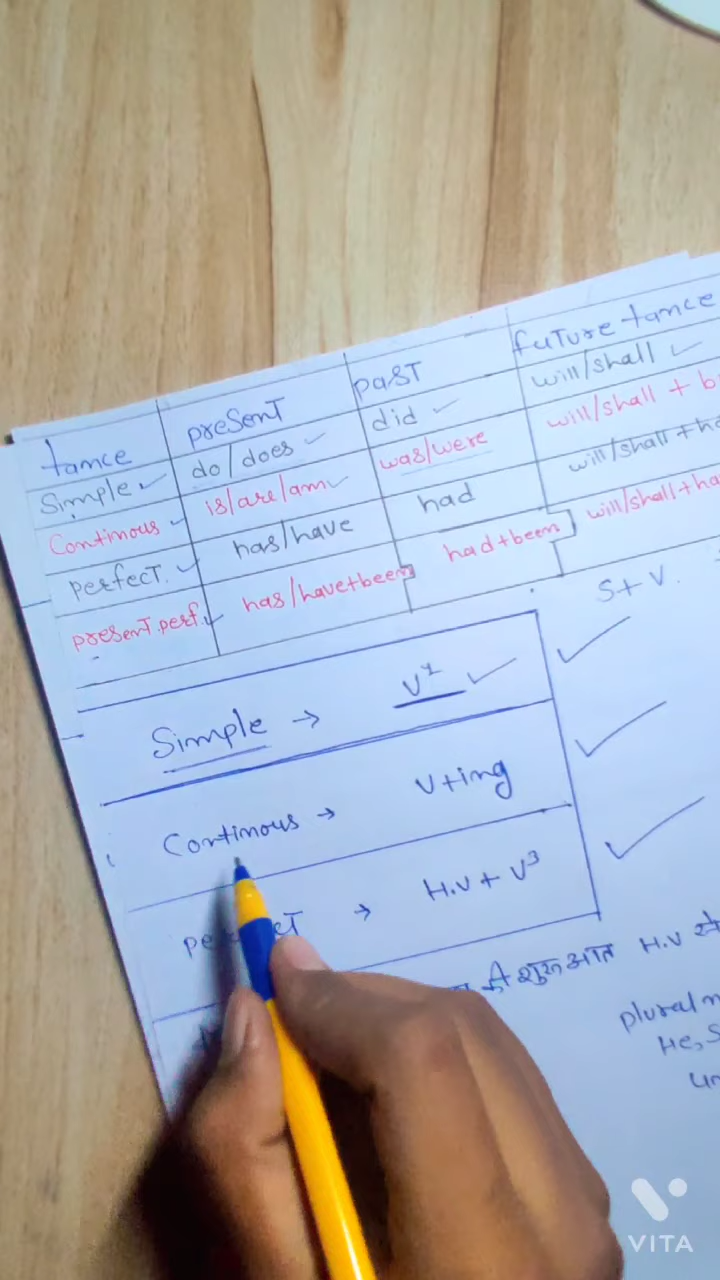 tance present past future tance
Simple do/does did will/shall
Continous is/are/am was/were will/shall + b
perfect. has/have had will/shall + ha
present.perf. has/have+been had+been will/shall+ha
S+V.
Simple → V¹
Continous → V+ing
→ H.V + V³
की शुरुआत H.V से
plural n
He, S
un
VITA